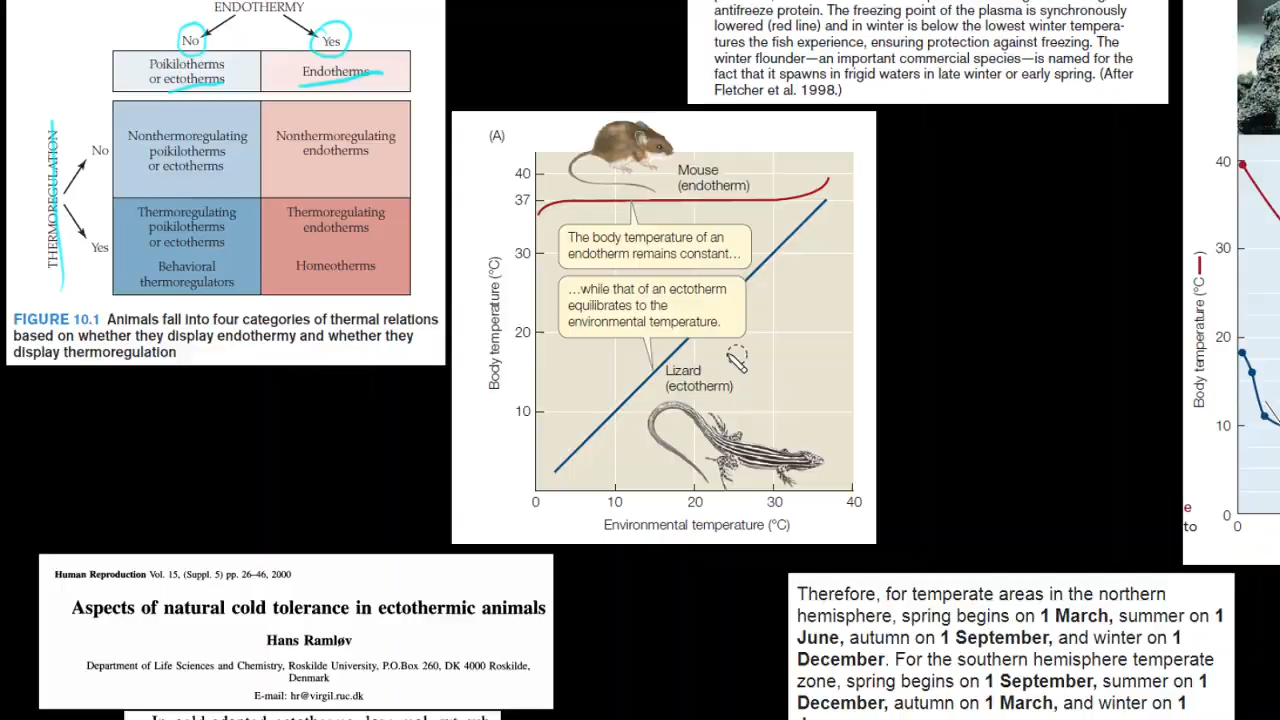 ENDOTHERMY
No
Yes
Poikilotherms
or ectotherms
Endotherms
THERMOREGULATION
No
Nonthermoregulating
poikilotherms
or ectotherms
Nonthermoregulating
endotherms
Yes
Thermoregulating
poikilotherms
or ectotherms
Behavioral
thermoregulators
Thermoregulating
endotherms
Homeotherms
FIGURE 10.1 Animals fall into four categories of thermal relations
based on whether they display endothermy and whether they
display thermoregulation
antifreeze protein. The freezing point of the plasma is synchronously
lowered (red line) and in winter is below the lowest winter tempera-
tures the fish experience, ensuring protection against freezing. The
winter flounder—an important commercial species—is named for the
fact that it spawns in frigid waters in late winter or early spring. (After
Fletcher et al. 1998.)
(A)
Mouse
(endotherm)
40
37
30
20
10
Body temperature (°C)
The body temperature of an
endotherm remains constant…
…while that of an ectotherm
equilibrates to the
environmental temperature.
Lizard
(ectotherm)
0 10 20 30 40
Environmental temperature (°C)
40
30
20
10
0
Body temperature (°C
0
e
to
Human Reproduction Vol. 15, (Suppl. 5) pp. 26–46, 2000
Aspects of natural cold tolerance in ectothermic animals
Hans Ramløv
Department of Life Sciences and Chemistry, Roskilde University, P.O.Box 260, DK 4000 Roskilde,
Denmark
E-mail: hr@virgil.ruc.dk
Therefore, for temperate areas in the northern
hemisphere, spring begins on 1 March, summer on 1
June, autumn on 1 September, and winter on 1
December. For the southern hemisphere temperate
zone, spring begins on 1 September, summer on 1
December, autumn on 1 March, and winter on 1